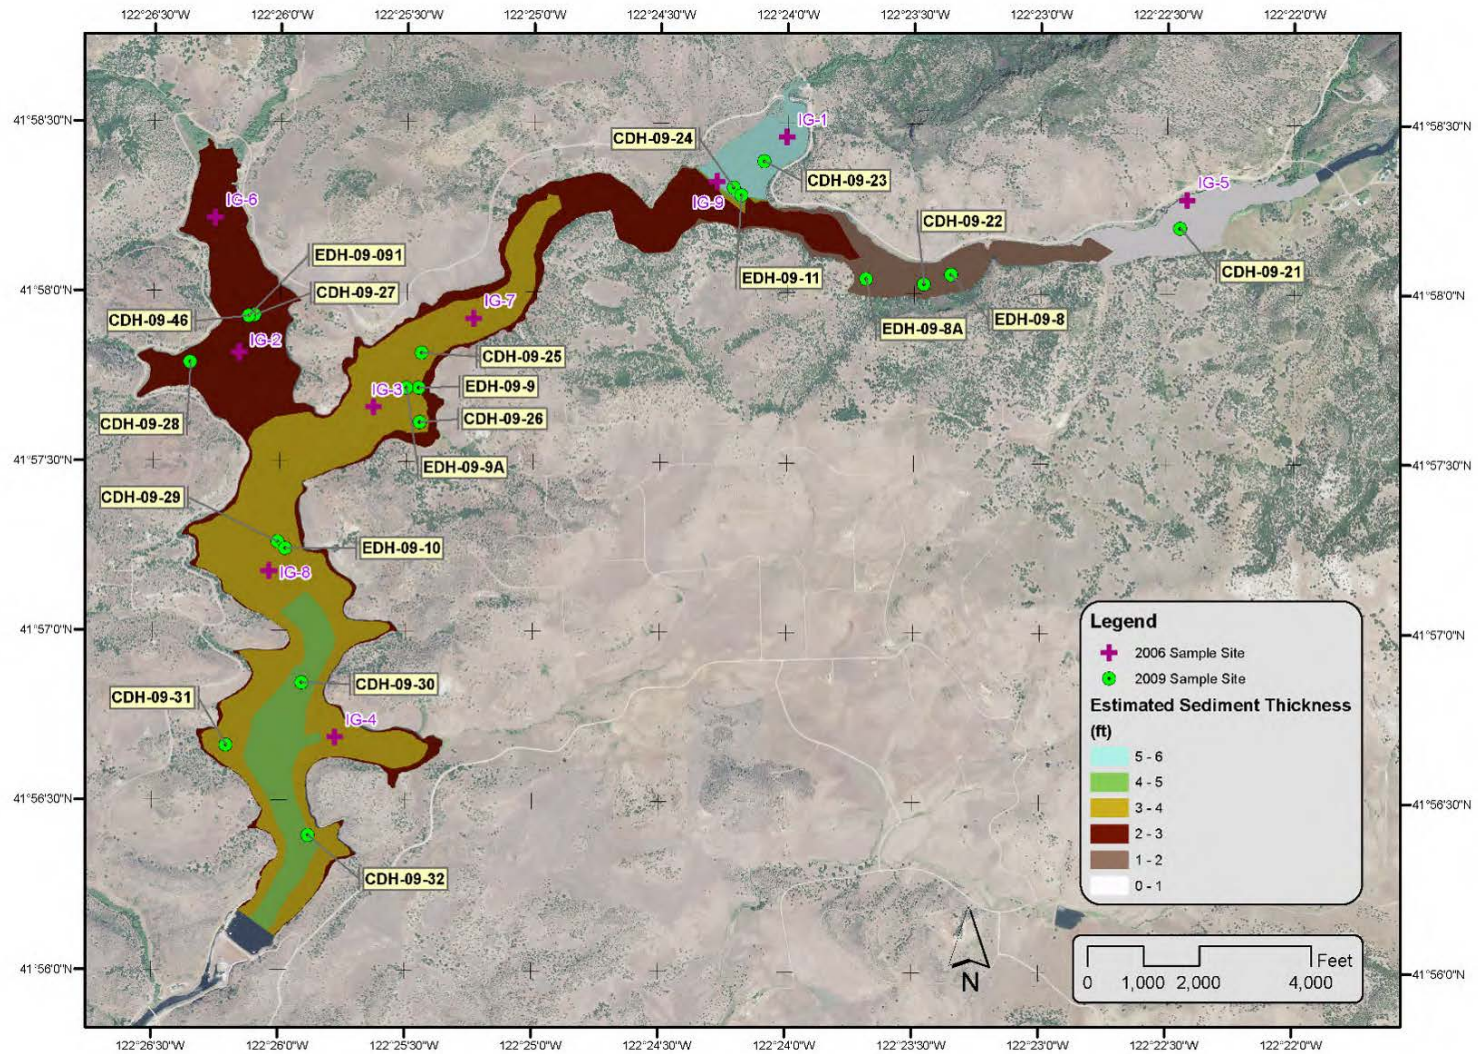 122°26'30"W 122°26'0"W 122°25'30"W 122°25'0"W 122°24'30"W 122°24'0"W 122°23'30"W 122°23'0"W 122°22'30"W 122°22'0"W
41°58'30"N 41°58'30"N
IG-1
CDH-09-24
CDH-09-23
IG-5
IG-6
IG-9
CDH-09-22
EDH-09-091
CDH-09-21
EDH-09-11
41°58'0"N 41°58'0"N
CDH-09-27
IG-7
CDH-09-46
EDH-09-8A
EDH-09-8
IG-2
CDH-09-25
IG-3
EDH-09-9
CDH-09-28
CDH-09-26
EDH-09-9A
41°57'30"N 41°57'30"N
CDH-09-29
EDH-09-10
IG-8
41°57'0"N 41°57'0"N
CDH-09-30
CDH-09-31
IG-4
41°56'30"N 41°56'30"N
CDH-09-32
41°56'0"N 41°56'0"N
Legend
2006 Sample Site
2009 Sample Site
Estimated Sediment Thickness
(ft)
5 - 6
4 - 5
3 - 4
2 - 3
1 - 2
0 - 1
N
Feet
0 1,000 2,000 4,000
122°26'30"W 122°26'0"W 122°25'30"W 122°25'0"W 122°24'30"W 122°24'0"W 122°23'30"W 122°23'0"W 122°22'30"W 122°22'0"W